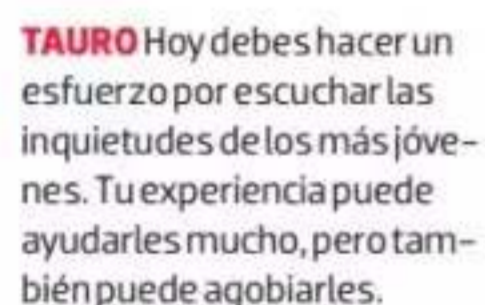 TAURO Hoy debes hacer un
esfuerzo por escuchar las
inquietudes de los más jóve-
nes. Tu experiencia puede
ayudarles mucho, pero tam-
bién puede agobiarles.